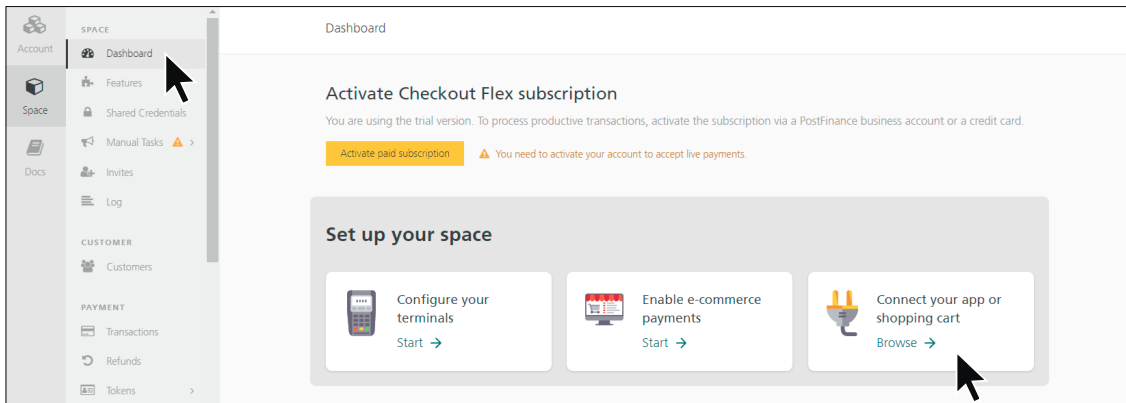 Account
Space
Docs
SPACE
Dashboard
Features
Shared Credentials
Manual Tasks
Invites
Log
CUSTOMER
Customers
PAYMENT
Transactions
Refunds
Tokens
Dashboard
Activate Checkout Flex subscription
You are using the trial version. To process productive transactions, activate the subscription via a PostFinance business account or a credit card.
Activate paid subscription
You need to activate your account to accept live payments.
Set up your space
Configure your
terminals
Start →
Enable e-commerce
payments
Start →
Connect your app or
shopping cart
Browse →